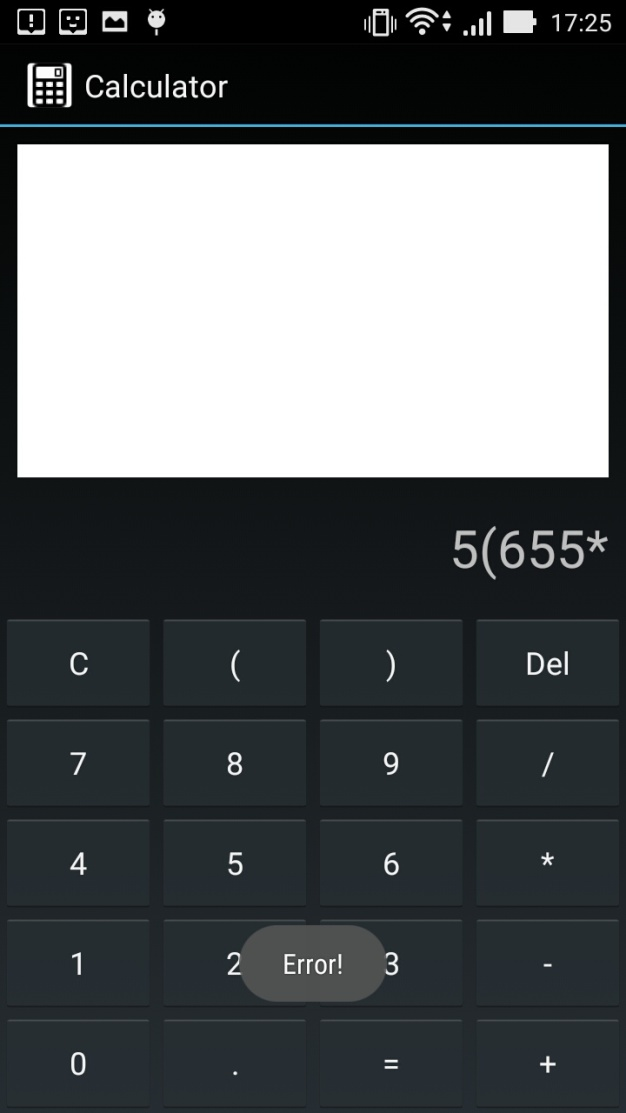 17:25
Calculator
5(655*
C ( ) Del
7 8 9 /
4 5 6 *
1 2 3 -
Error!
0 . = +